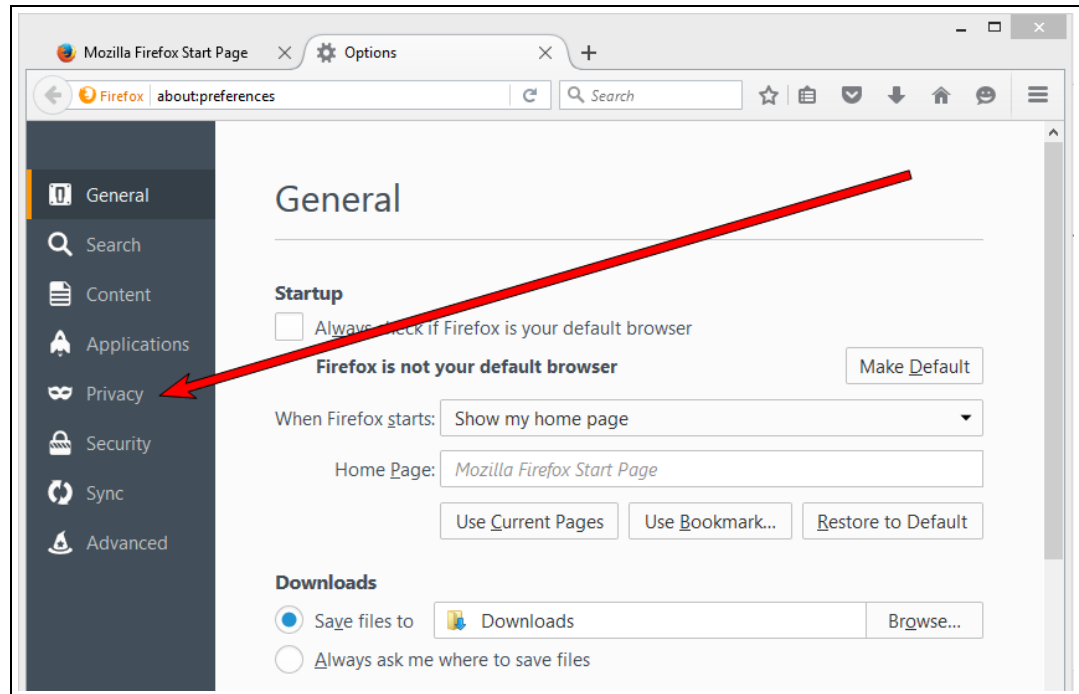 Mozilla Firefox Start Page
Options
Firefox about:preferences
Search
General
Search
Content
Applications
Privacy
Security
Sync
Advanced
General
Startup
Always check if Firefox is your default browser
Firefox is not your default browser
Make Default
When Firefox starts: Show my home page
Home Page: Mozilla Firefox Start Page
Use Current Pages Use Bookmark... Restore to Default
Downloads
Save files to Downloads Browse...
Always ask me where to save files